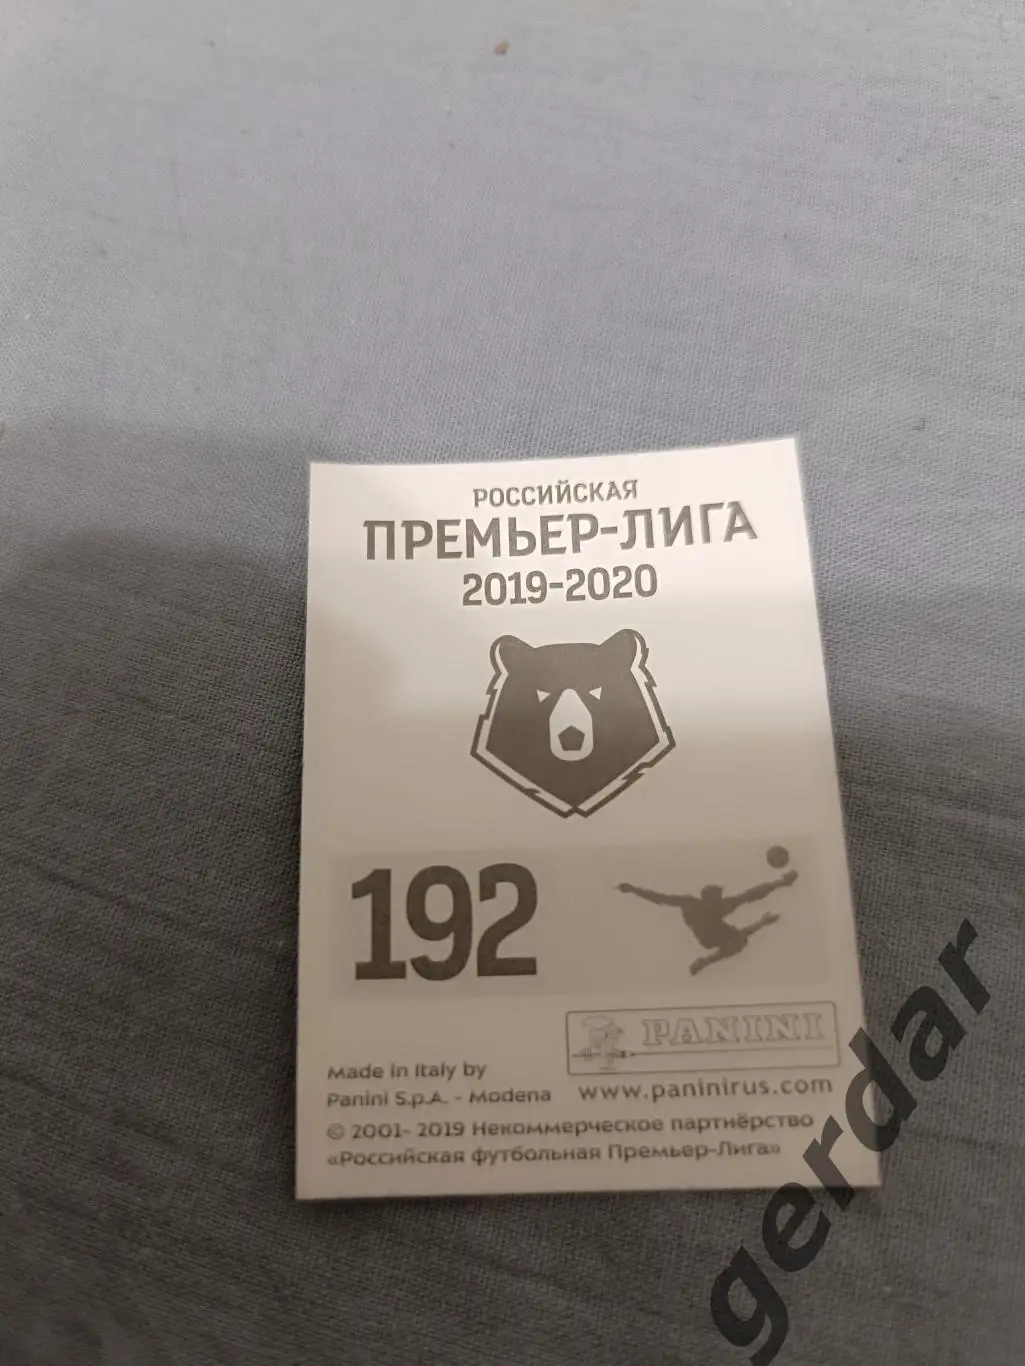 РОССИЙСКАЯ
ПРЕМЬЕР-ЛИГА
2019-2020
192
PANINI
Made in Italy by
Panini S.p.A. - Modena
www.paninirus.com
© 2001- 2019 Некоммерческое партнёрство
«Российская футбольная Премьер-Лига»
gerdar